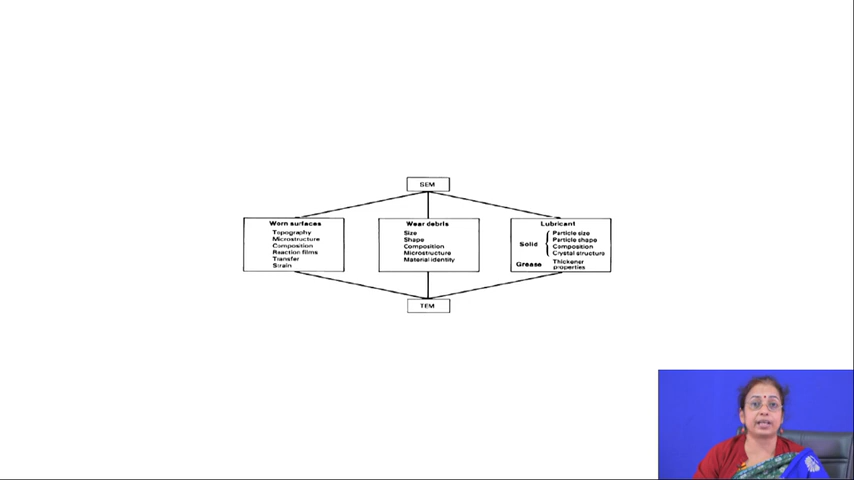 SEM
Worn surfaces
Topography
Microstructure
Composition
Reaction films
Transfer
Strain
Wear debris
Size
Shape
Composition
Microstructure
Material identity
Lubricant
Solid
Particle size
Particle shape
Composition
Crystal structure
Grease
Thickener
properties
TEM